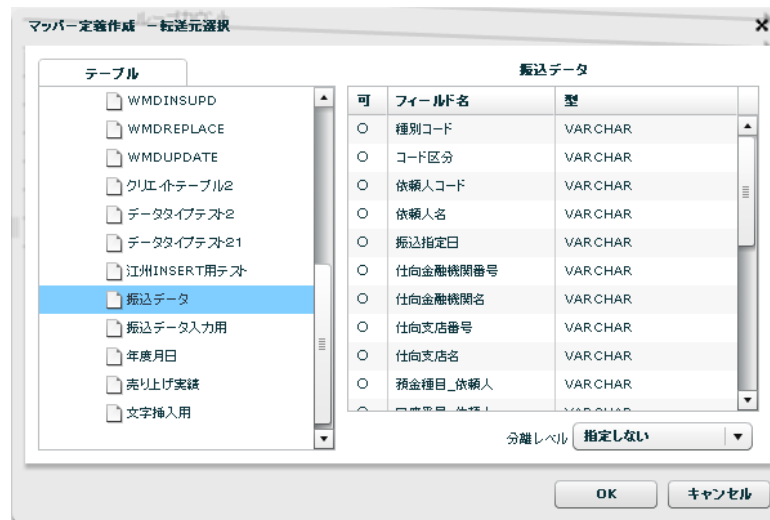 マッパー定義作成 －転送元選択
テーブル
WMDINSUPD
WMDREPLACE
WMDUPDATE
クリエイトテーブル2
データタイプテスト2
データタイプテスト21
江州INSERT用テスト
振込データ
振込データ入力用
年度月日
売り上げ実績
文字挿入用
振込データ
可 フィールド名 型
○ 種別コード VARCHAR
○ コード区分 VARCHAR
○ 依頼人コード VARCHAR
○ 依頼人名 VARCHAR
○ 振込指定日 VARCHAR
○ 仕向金融機関番号 VARCHAR
○ 仕向金融機関名 VARCHAR
○ 仕向支店番号 VARCHAR
○ 仕向支店名 VARCHAR
○ 預金種目_依頼人 VARCHAR
分離レベル 指定しない
OK キャンセル